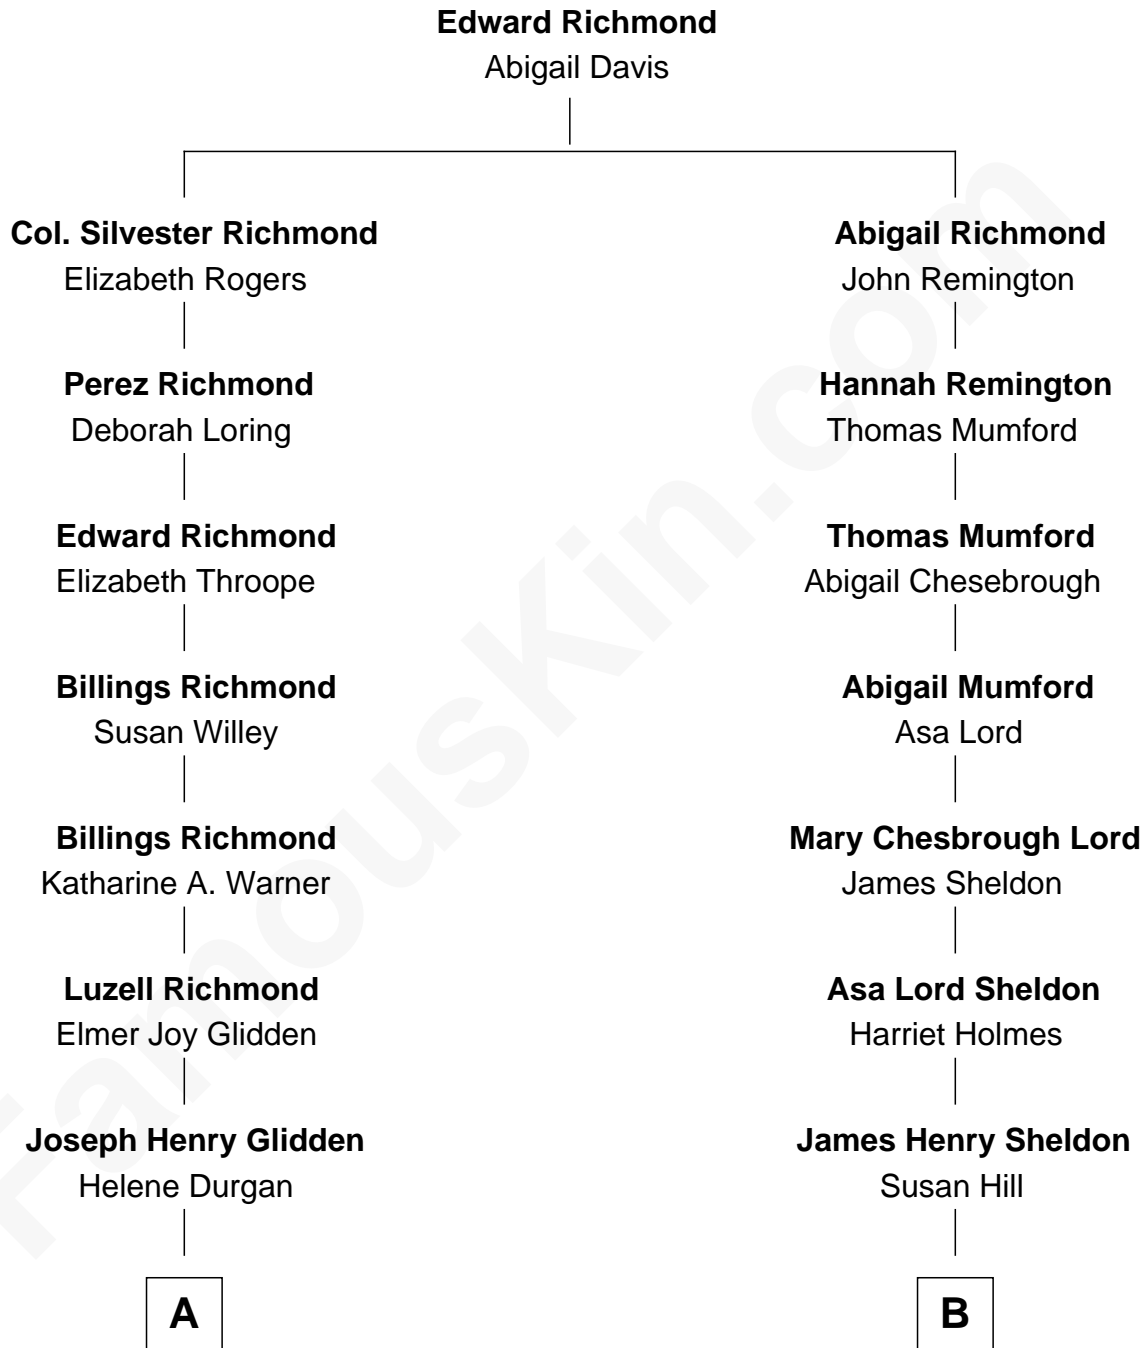 Edward Richmond
Abigail Davis
Col. Silvester Richmond
Elizabeth Rogers
Abigail Richmond
John Remington
Perez Richmond
Deborah Loring
Hannah Remington
Thomas Mumford
Edward Richmond
Elizabeth Throope
Thomas Mumford
Abigail Chesebrough
Billings Richmond
Susan Willey
Abigail Mumford
Asa Lord
Billings Richmond
Katharine A. Warner
Mary Chesbrough Lord
James Sheldon
Luzell Richmond
Elmer Joy Glidden
Asa Lord Sheldon
Harriet Holmes
Joseph Henry Glidden
Helene Durgan
James Henry Sheldon
Susan Hill
A
B
FamousKin.com